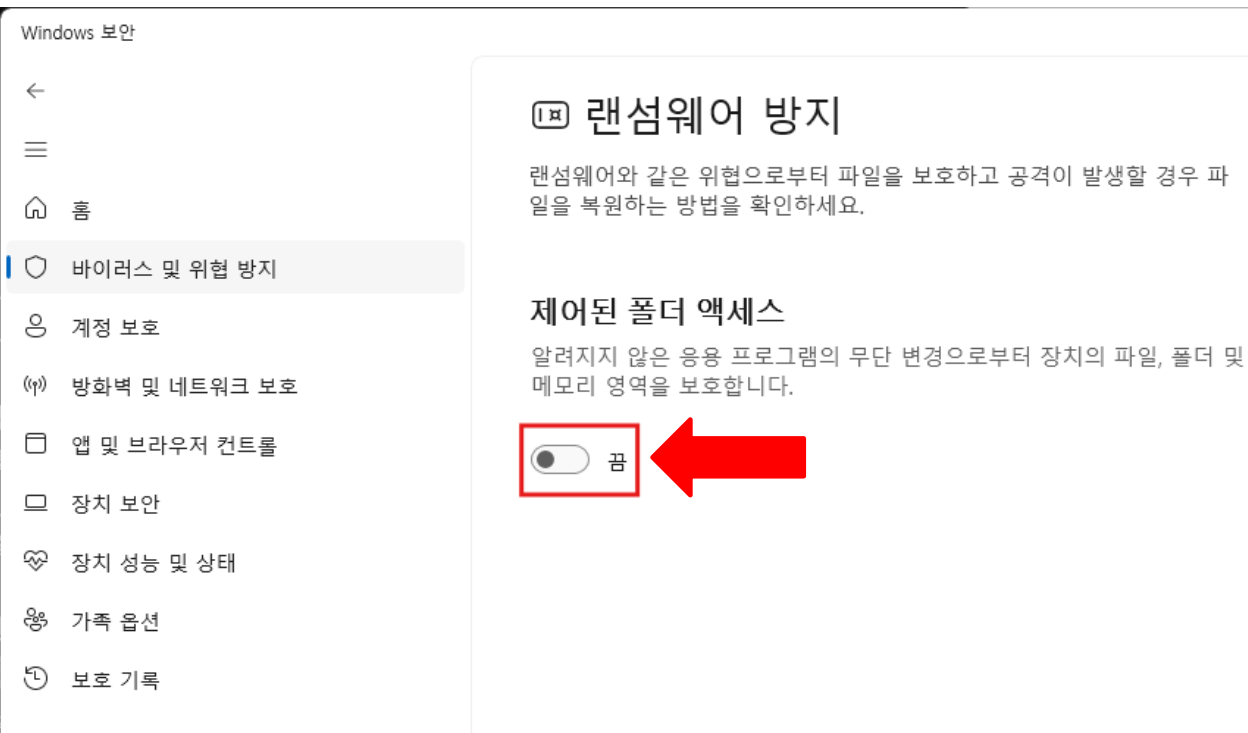 Windows 보안
홈
바이러스 및 위협 방지
계정 보호
방화벽 및 네트워크 보호
앱 및 브라우저 컨트롤
장치 보안
장치 성능 및 상태
가족 옵션
보호 기록
랜섬웨어 방지
랜섬웨어와 같은 위협으로부터 파일을 보호하고 공격이 발생할 경우 파
일을 복원하는 방법을 확인하세요.
제어된 폴더 액세스
알려지지 않은 응용 프로그램의 무단 변경으로부터 장치의 파일, 폴더 및
메모리 영역을 보호합니다.
끔